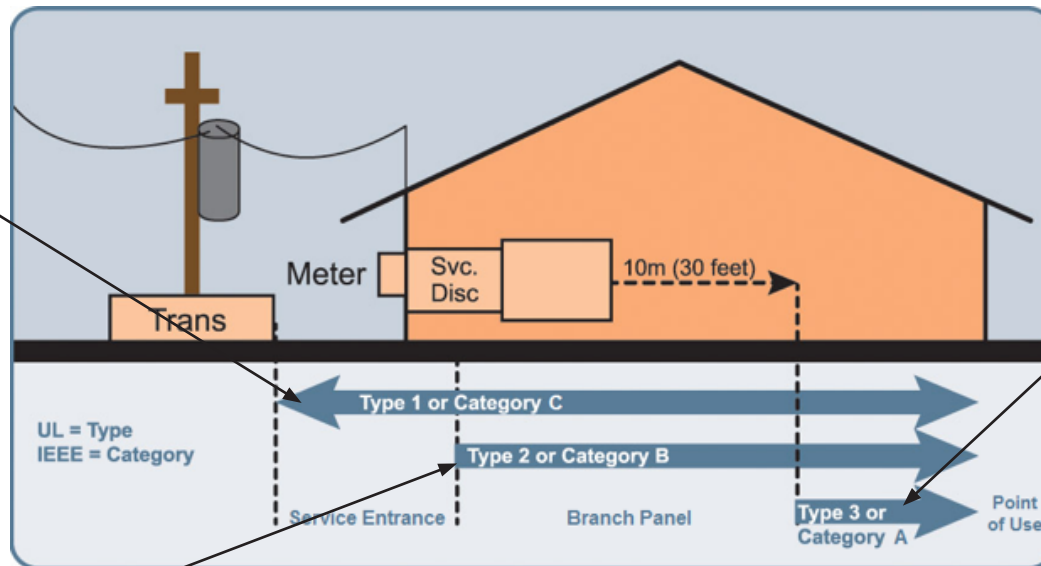 Meter
Svc.
Disc
10m (30 feet)
Trans
Type 1 or Category C
UL = Type
IEEE = Category
Type 2 or Category B
Service Entrance
Branch Panel
Type 3 or
Category A
Point
of Use